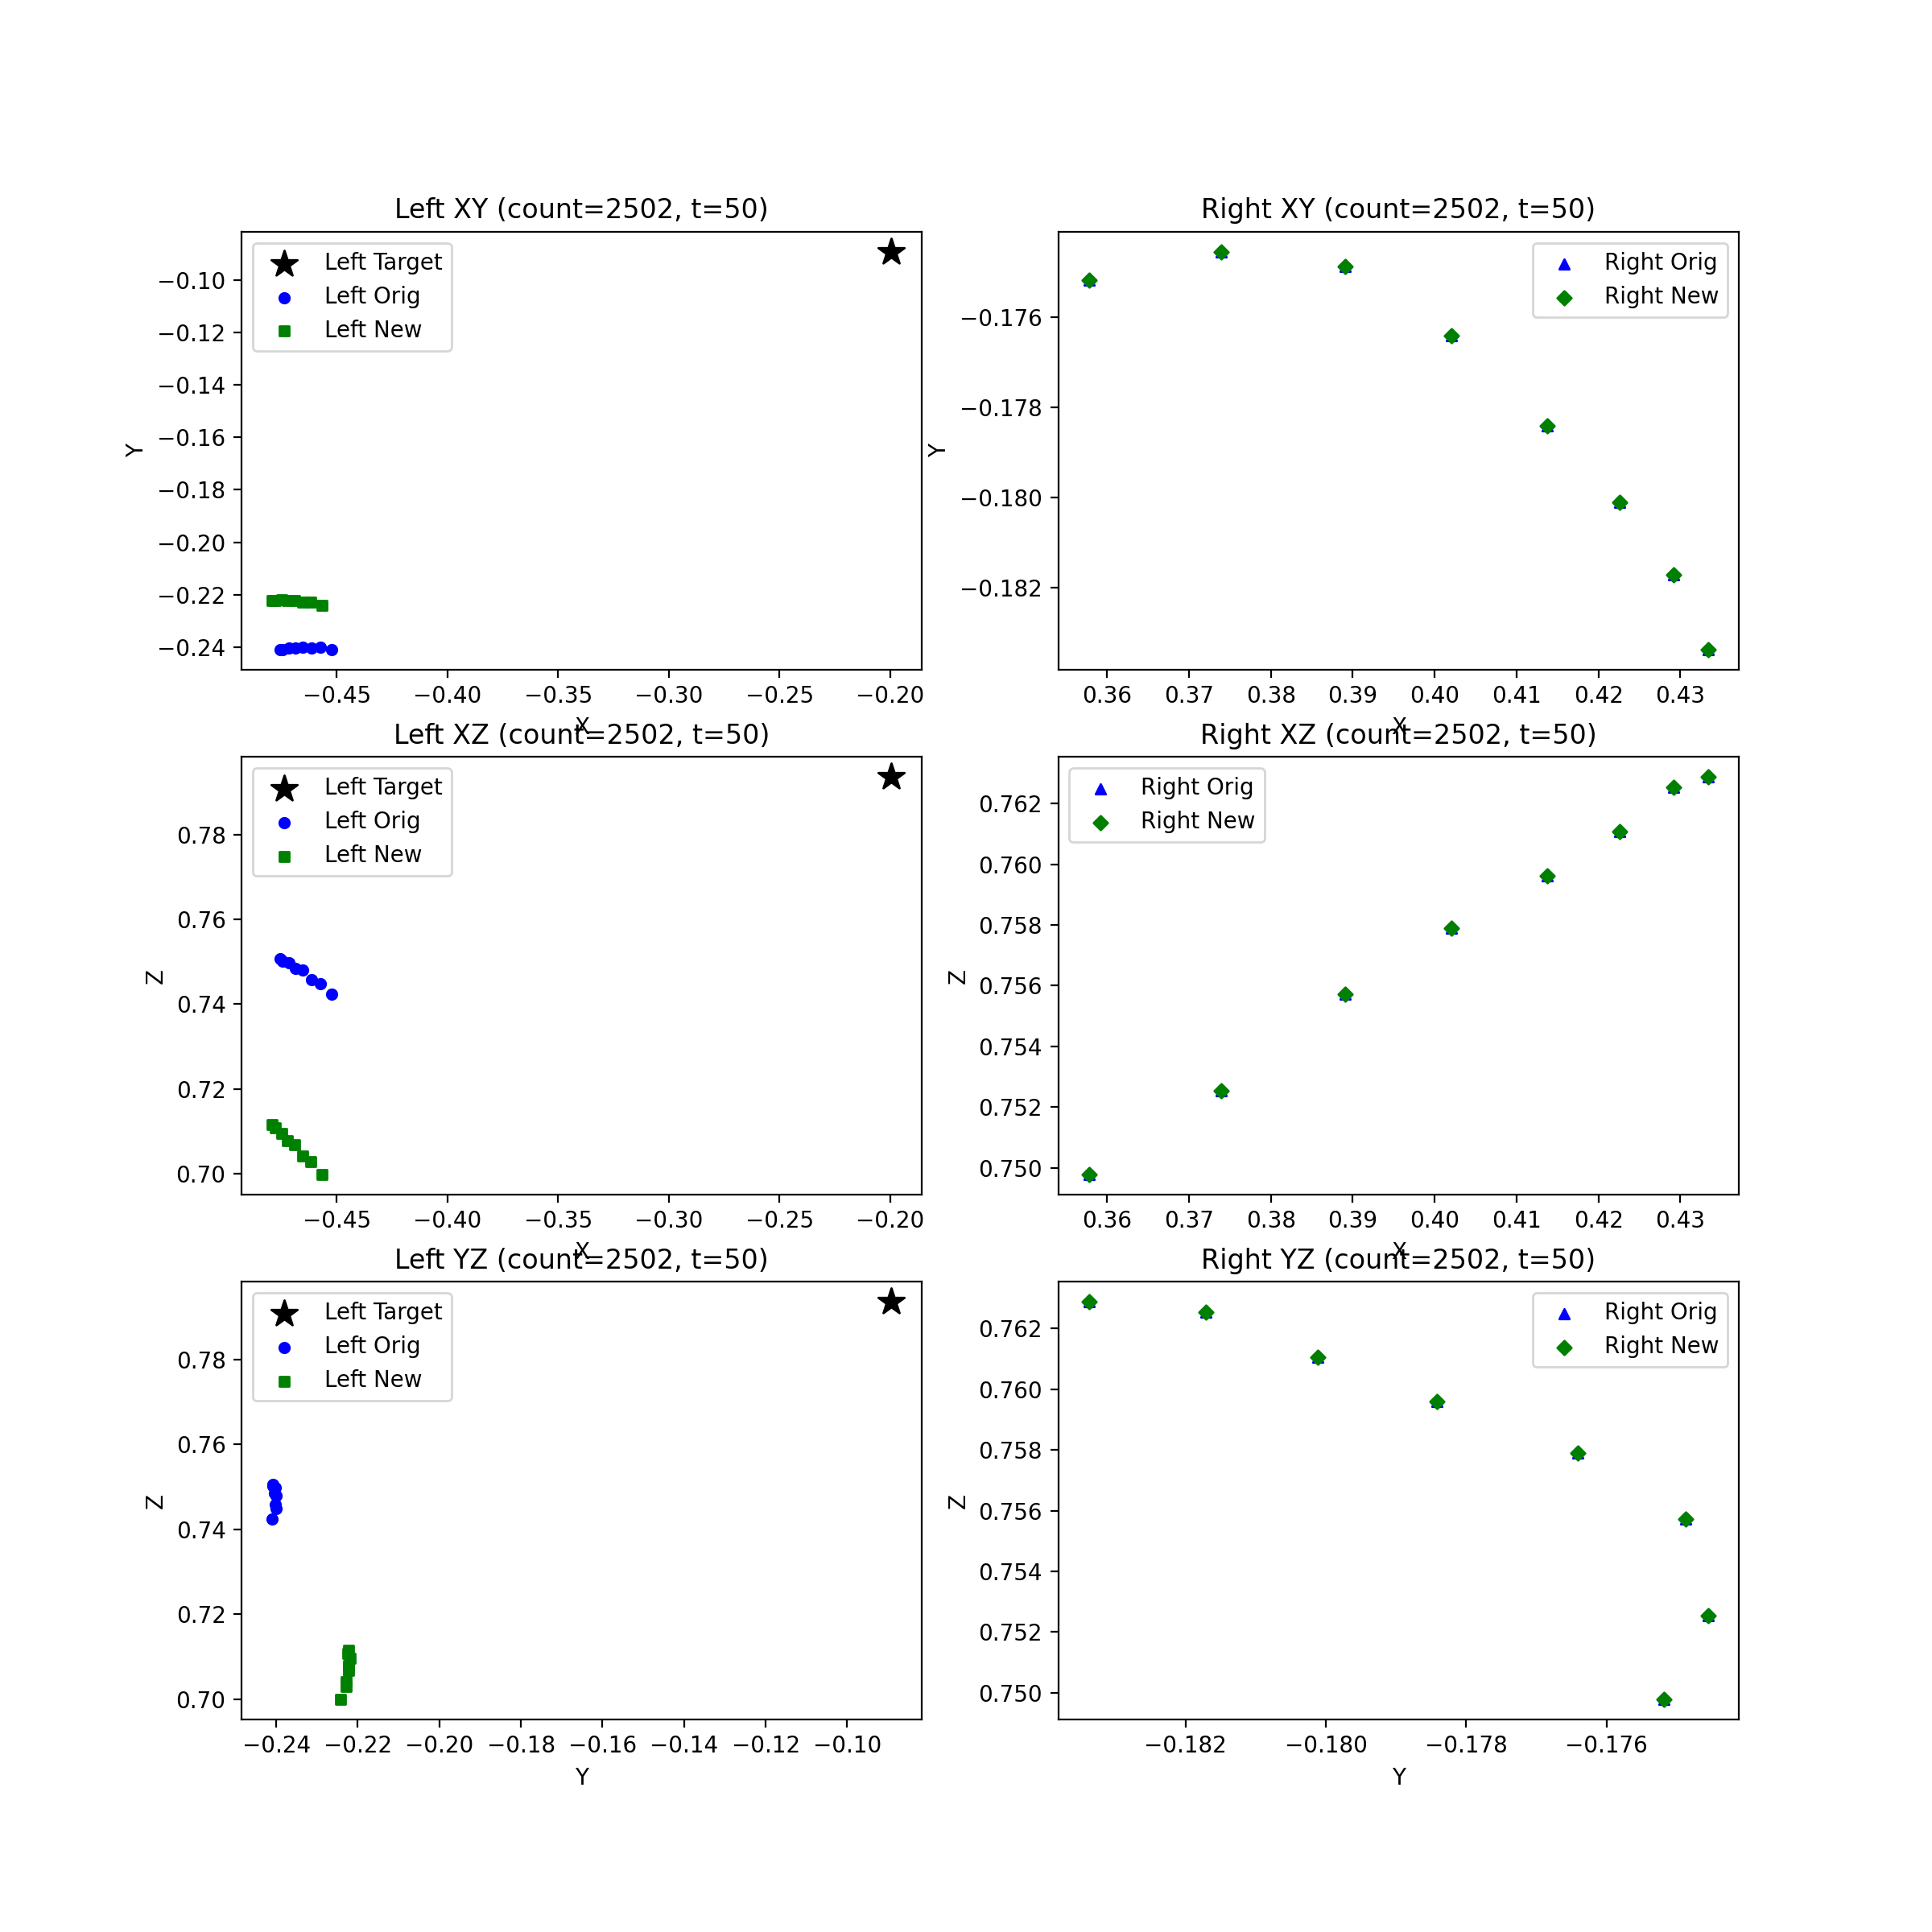 Left XY (count=2502, t=50)
Left Target
Left Orig
Left New
−0.10
−0.12
−0.14
−0.16
−0.18
−0.20
−0.22
−0.24
Y
−0.45 −0.40 −0.35 −0.30 −0.25 −0.20
X
Right XY (count=2502, t=50)
Right Orig
Right New
−0.176
−0.178
−0.180
−0.182
Y
0.36 0.37 0.38 0.39 0.40 0.41 0.42 0.43
X
Left XZ (count=2502, t=50)
Left Target
Left Orig
Left New
0.78
0.76
0.74
0.72
0.70
Z
−0.45 −0.40 −0.35 −0.30 −0.25 −0.20
X
Right XZ (count=2502, t=50)
Right Orig
Right New
0.762
0.760
0.758
0.756
0.754
0.752
0.750
Z
0.36 0.37 0.38 0.39 0.40 0.41 0.42 0.43
X
Left YZ (count=2502, t=50)
Left Target
Left Orig
Left New
0.78
0.76
0.74
0.72
0.70
Z
−0.24 −0.22 −0.20 −0.18 −0.16 −0.14 −0.12 −0.10
Y
Right YZ (count=2502, t=50)
Right Orig
Right New
0.762
0.760
0.758
0.756
0.754
0.752
0.750
Z
−0.182 −0.180 −0.178 −0.176
Y